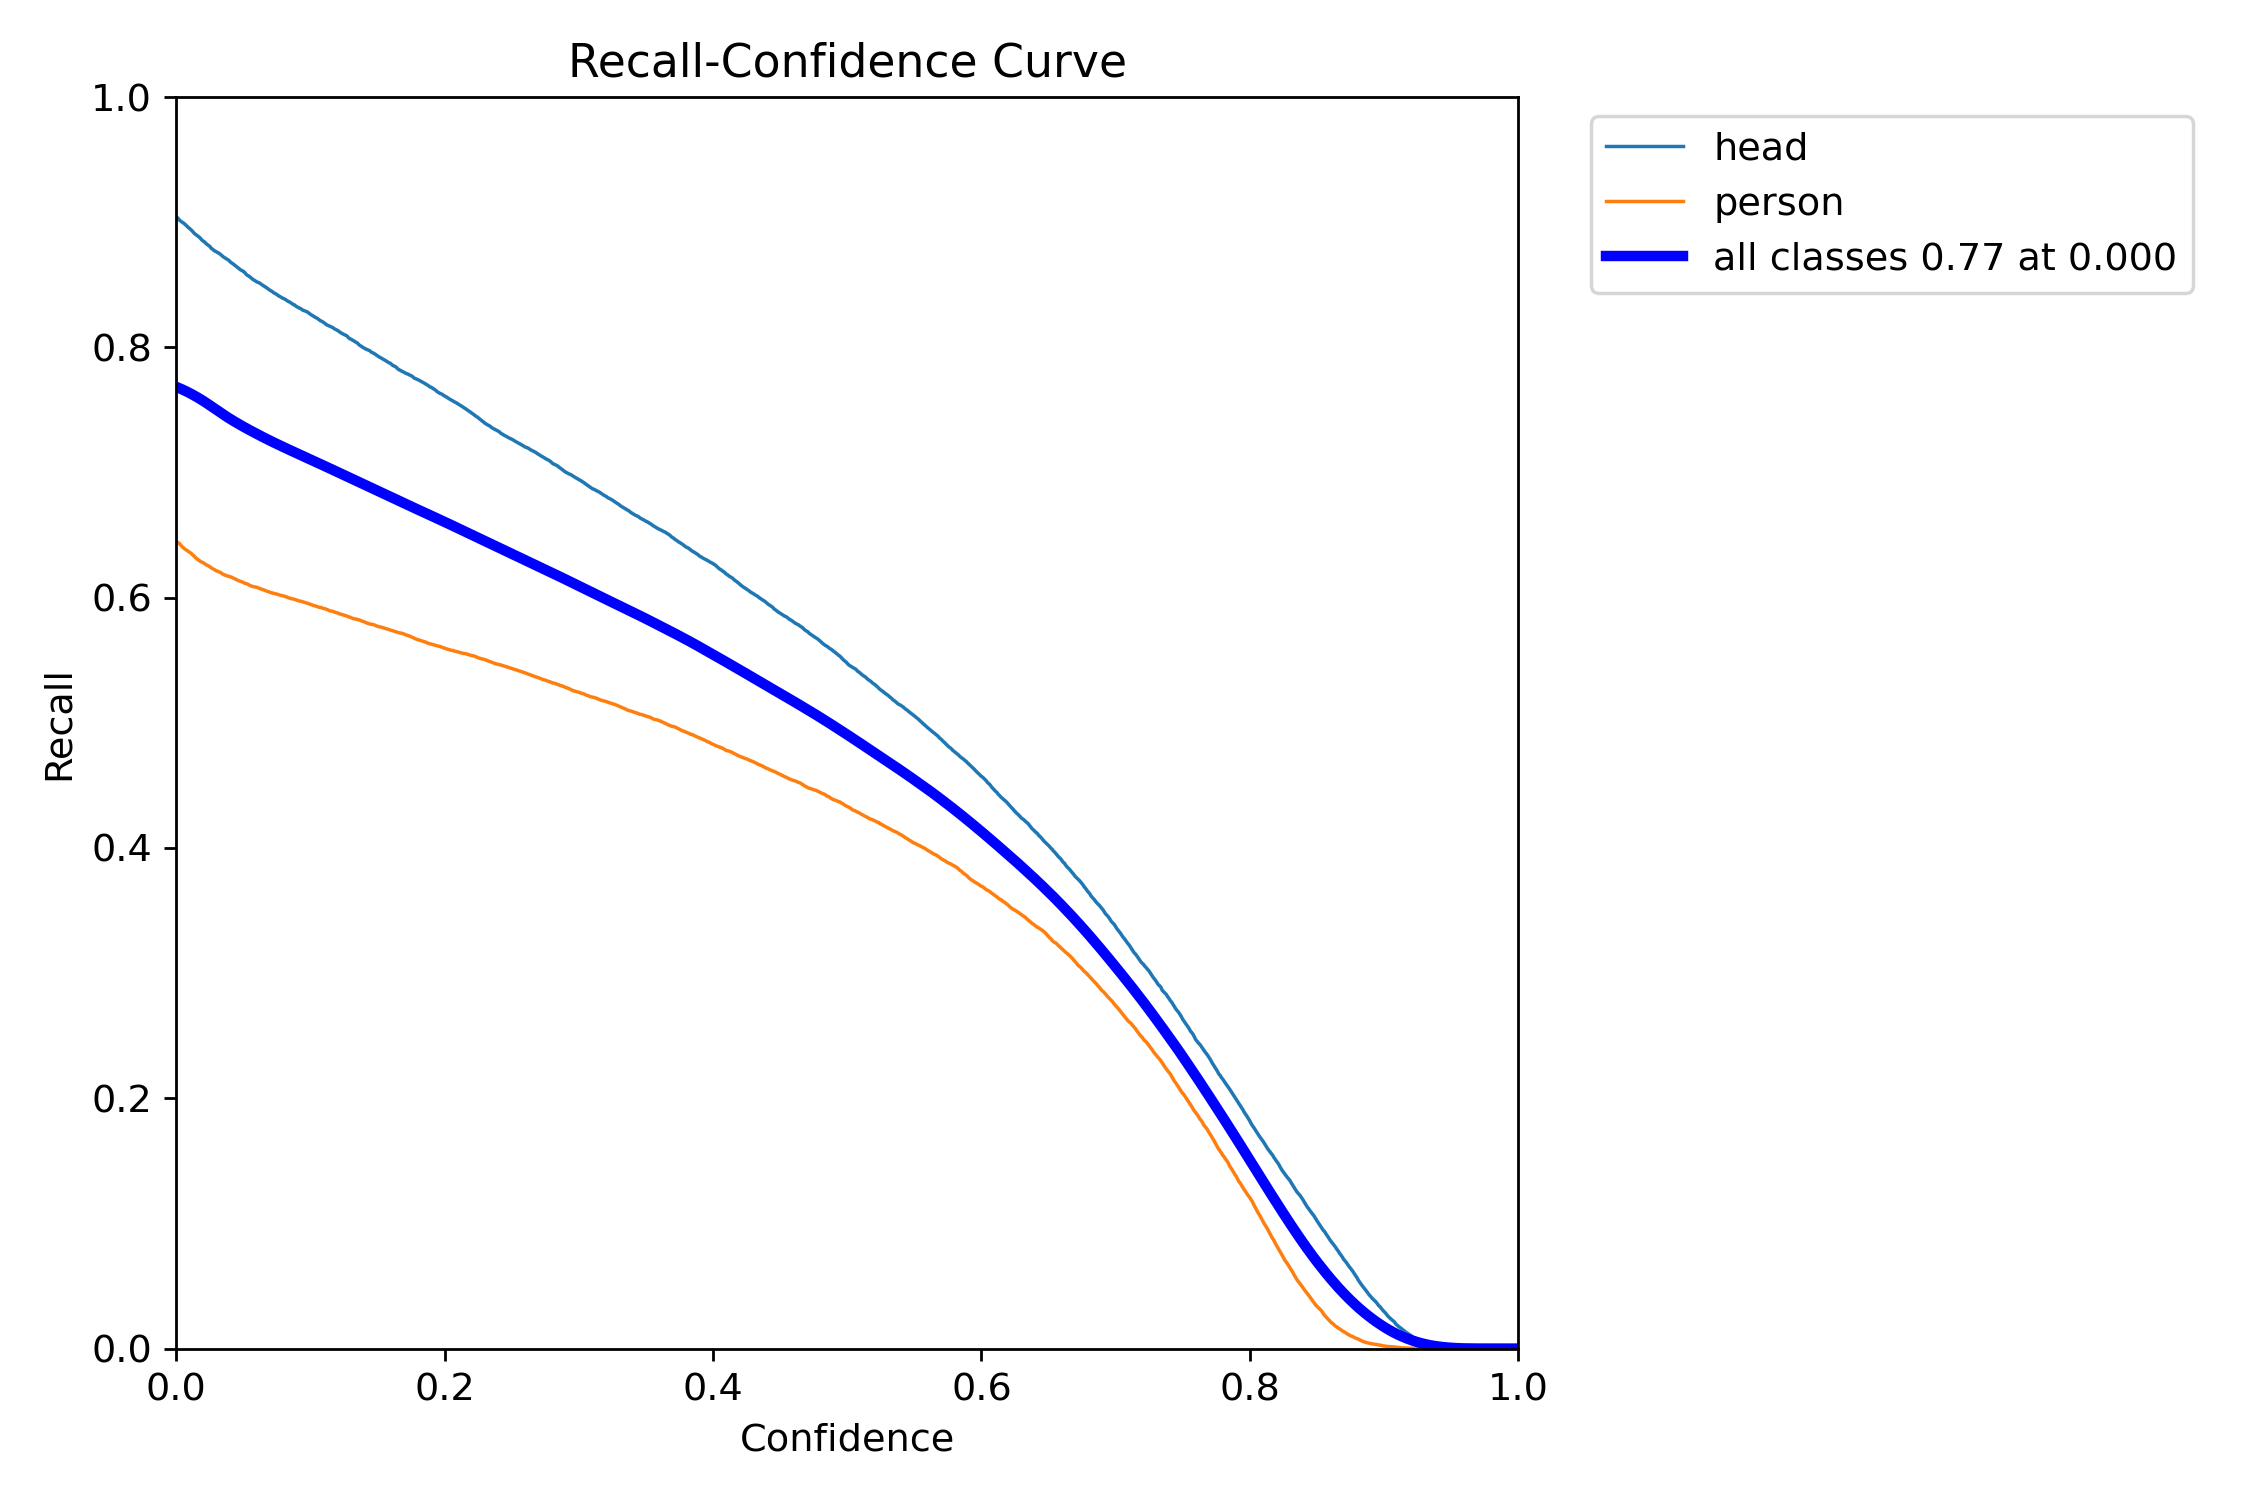 Recall-Confidence Curve
1.0
0.8
0.6
0.4
0.2
0.0
Recall
0.0 0.2 0.4 0.6 0.8 1.0
Confidence
head
person
all classes 0.77 at 0.000